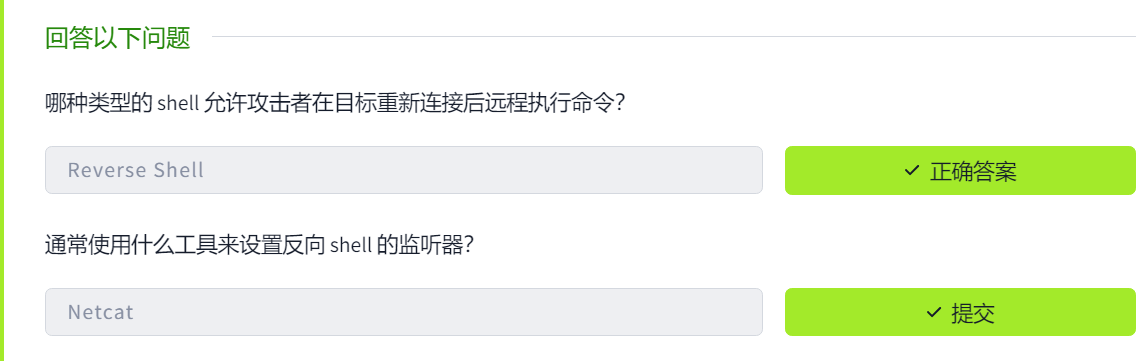 回答以下问题
哪种类型的 shell 允许攻击者在目标重新连接后远程执行命令？
Reverse Shell
正确答案
通常使用什么工具来设置反向 shell 的监听器？
Netcat
提交